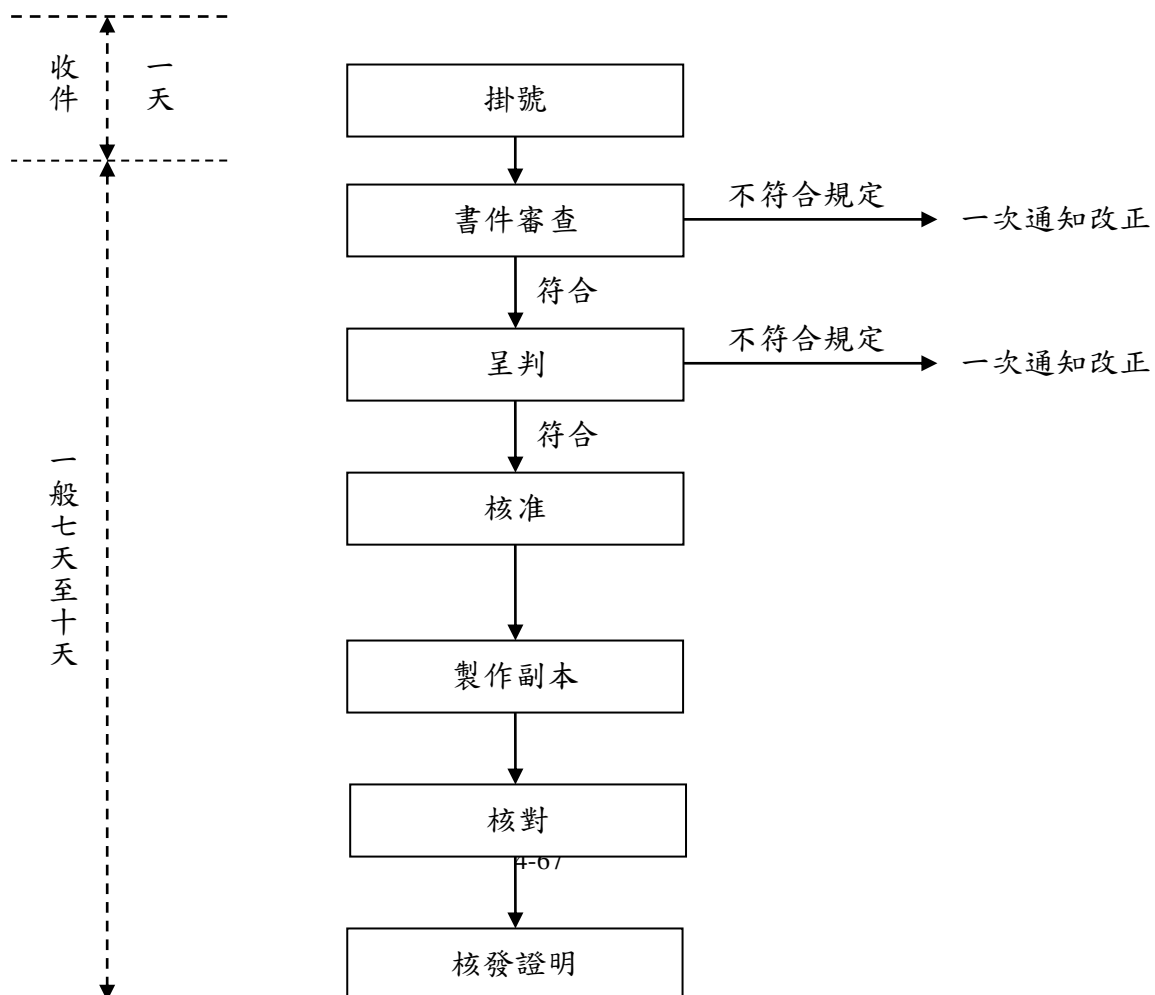 收件
一天
掛號
書件審查
不符合規定
一次通知改正
符合
呈判
不符合規定
一次通知改正
符合
核准
一般七天至十天
製作副本
核對
4-67
核發證明